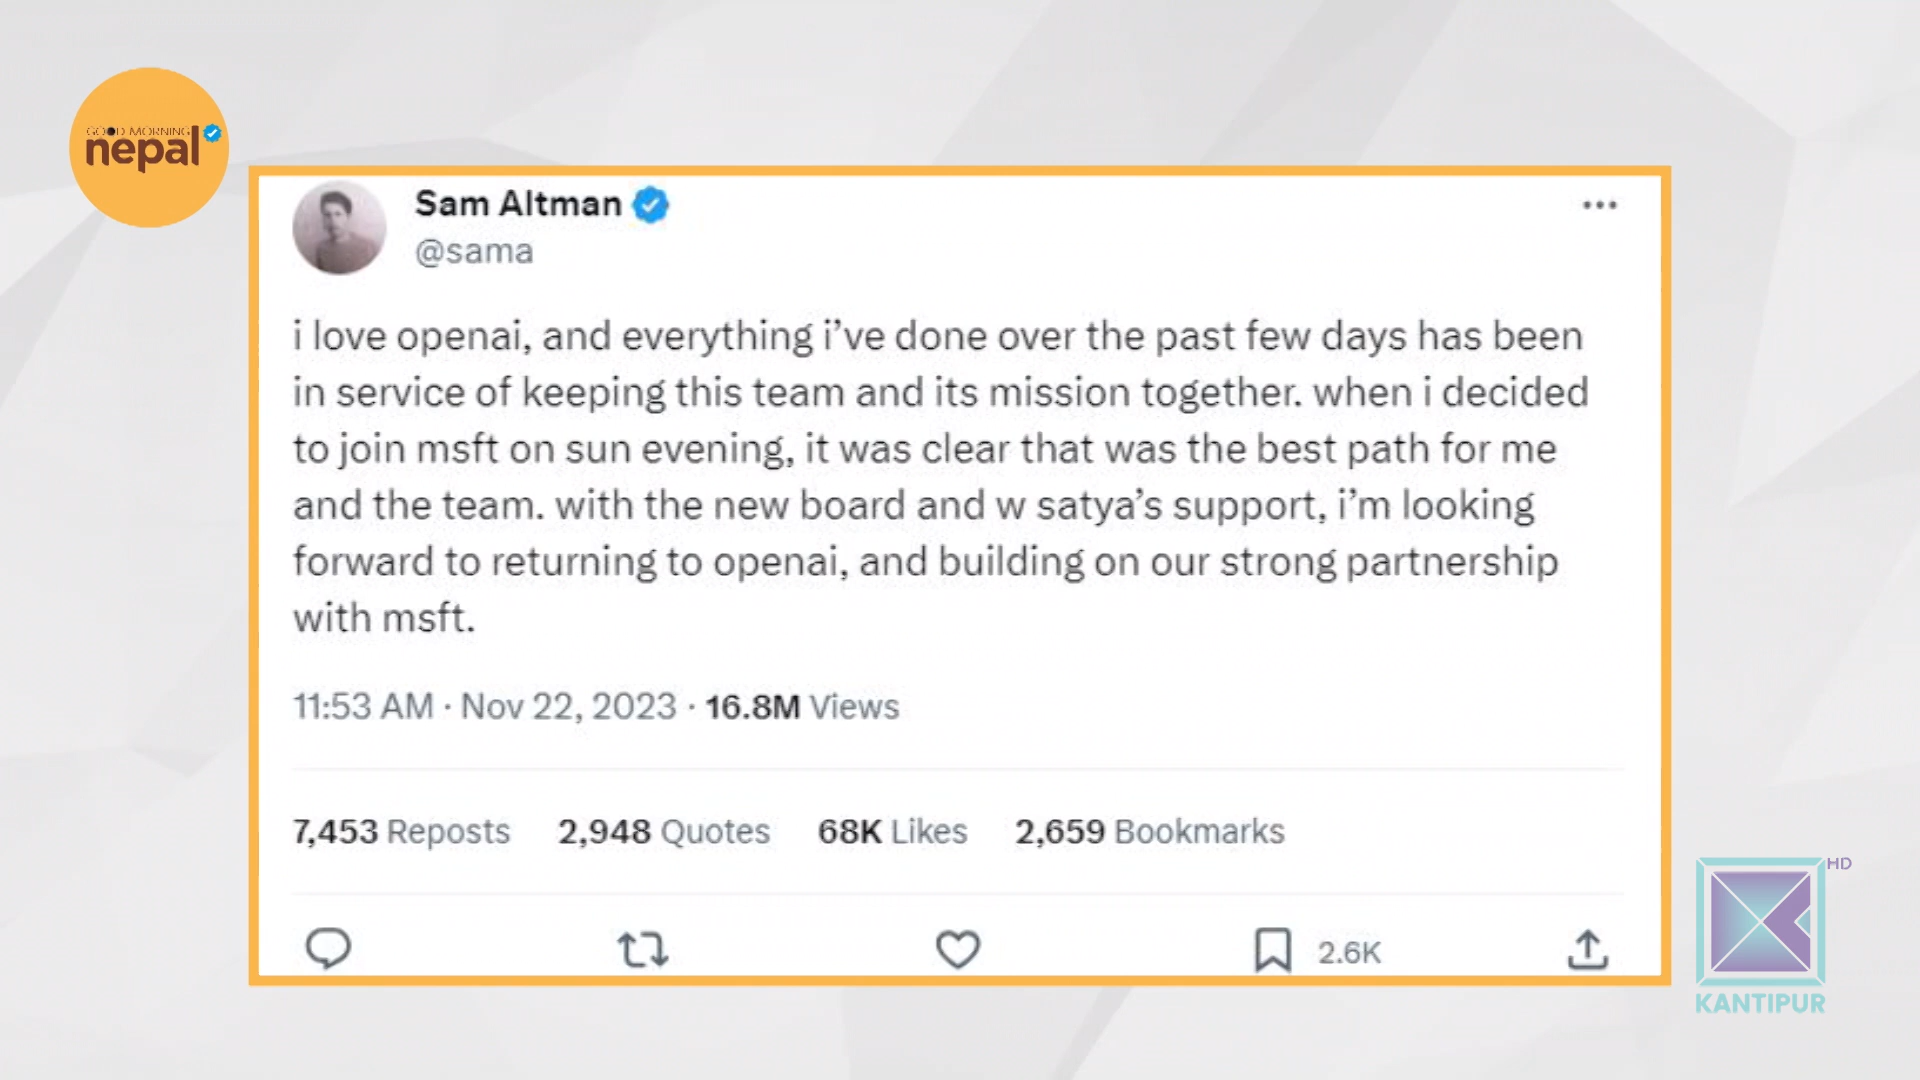 GOOD MORNING
nepal
Sam Altman
@sama
i love openai, and everything i’ve done over the past few days has been
in service of keeping this team and its mission together. when i decided
to join msft on sun evening, it was clear that was the best path for me
and the team. with the new board and w satya’s support, i’m looking
forward to returning to openai, and building on our strong partnership
with msft.
11:53 AM · Nov 22, 2023 · 16.8M Views
7,453 Reposts 2,948 Quotes 68K Likes 2,659 Bookmarks
2.6K
HD
KANTIPUR